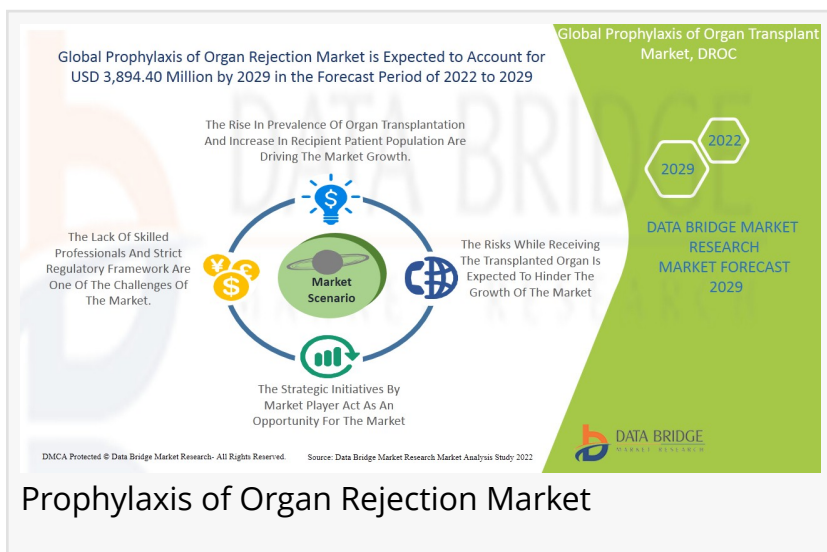 Global Prophylaxis of Organ Rejection Market is Expected to Account for
USD 3,894.40 Million by 2029 in the Forecast Period of 2022 to 2029
Global Prophylaxis of Organ Transplant
Market, DROC
The Rise In Prevalence Of Organ Transplantation
And Increase In Recipient Patient Population Are
Driving The Market Growth.
The Lack Of Skilled
Professionals And Strict
Regulatory Framework Are
One Of The Challenges Of
The Market.
Market
Scenario
The Risks While Receiving
The Transplanted Organ Is
Expected To Hinder The
Growth Of The Market
The Strategic Initiatives By
Market Player Act As An
Opportunity For The Market
2022
2029
DATA BRIDGE MARKET
RESEARCH
MARKET FORECAST
2029
DATA BRIDGE
MARKET RESEARCH
DATA BRIDGE
MARKET RESEARCH
DMCA Protected © Data Bridge Market Research- All Rights Reserved.
Source: Data Bridge Market Research Market Analysis Study 2022
Prophylaxis of Organ Rejection Market